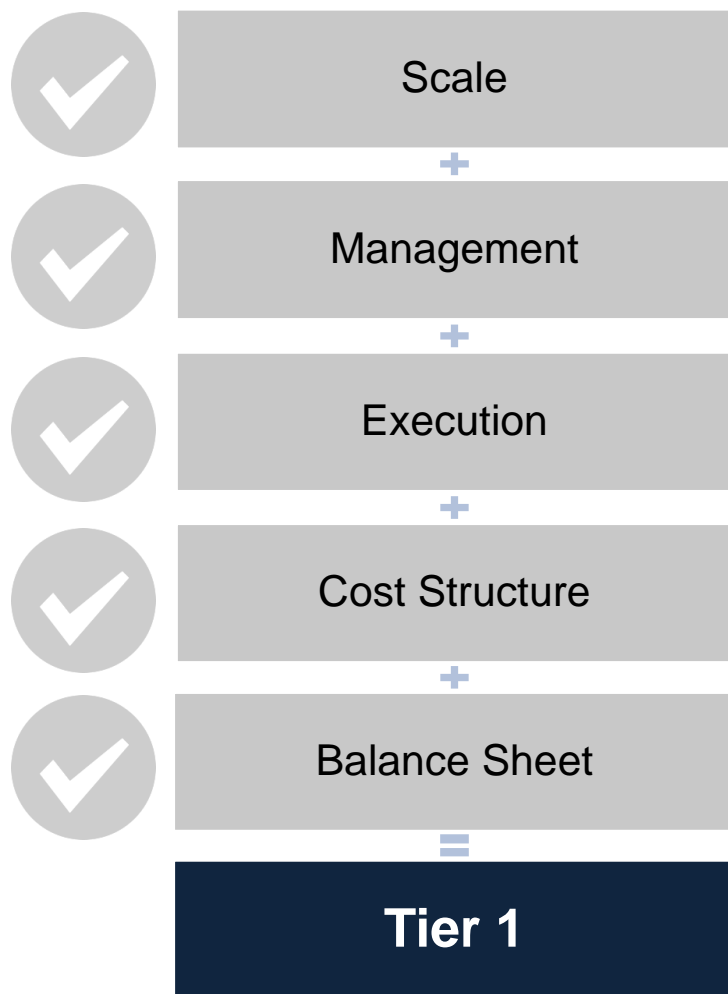 Scale
+
Management
+
Execution
+
Cost Structure
+
Balance Sheet
=
Tier 1